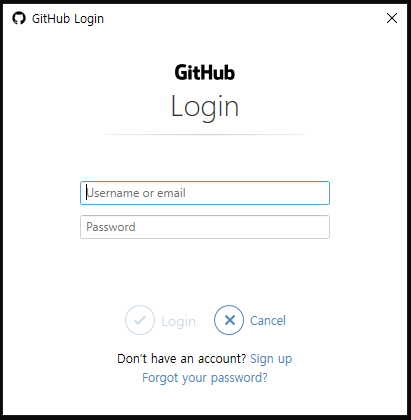 GitHub Login
GitHub
Login
Username or email
Password
Login Cancel
Don't have an account? Sign up
Forgot your password?